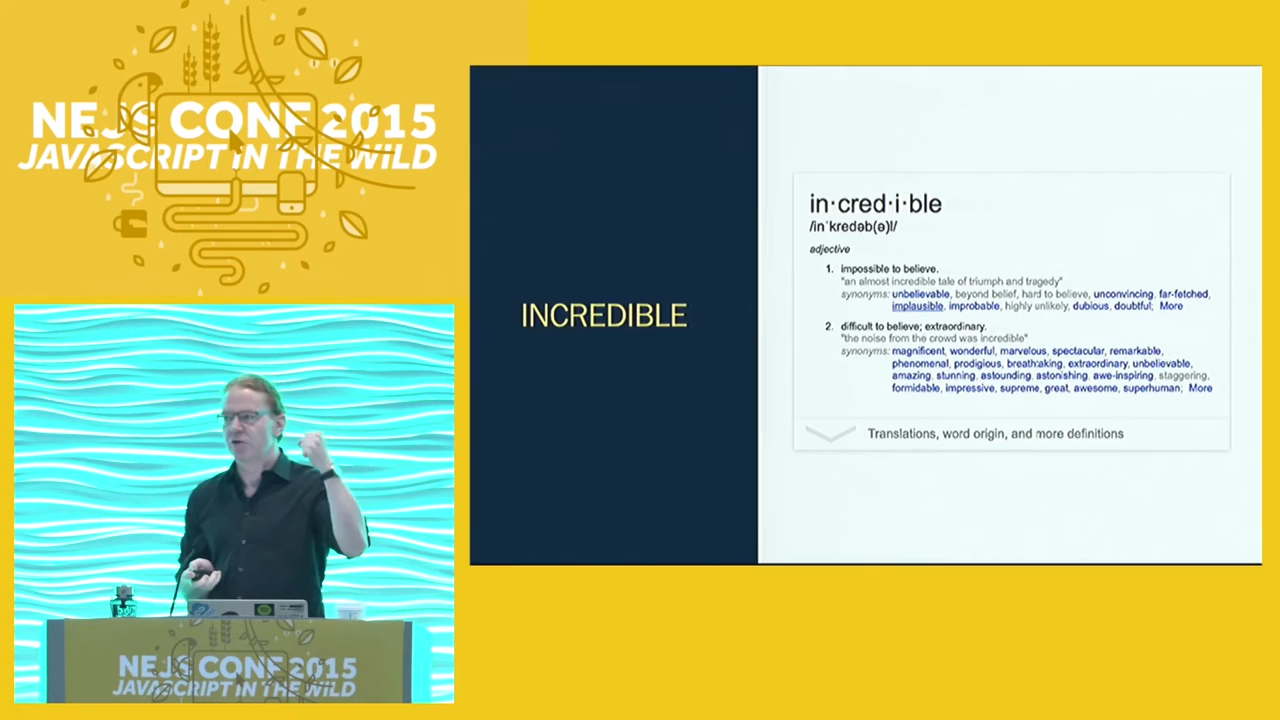 NEJS CONF 2015
JAVASCRIPT IN THE WILD
INCREDIBLE
in·cred·i·ble
/inˈkredəb(ə)l/
adjective
1. impossible to believe.
"an almost incredible tale of triumph and tragedy"
synonyms: unbelievable, beyond belief, hard to believe, unconvincing, far-fetched,
implausible, improbable, highly unlikely, dubious, doubtful; More
2. difficult to believe; extraordinary.
"the noise from the crowd was incredible"
synonyms: magnificent, wonderful, marvelous, spectacular, remarkable,
phenomenal, prodigious, breathtaking, extraordinary, unbelievable,
amazing, stunning, astounding, astonishing, awe-inspiring, staggering,
formidable, impressive, supreme, great, awesome, superhuman; More
Translations, word origin, and more definitions
NEJS CONF 2015
JAVASCRIPT IN THE WILD